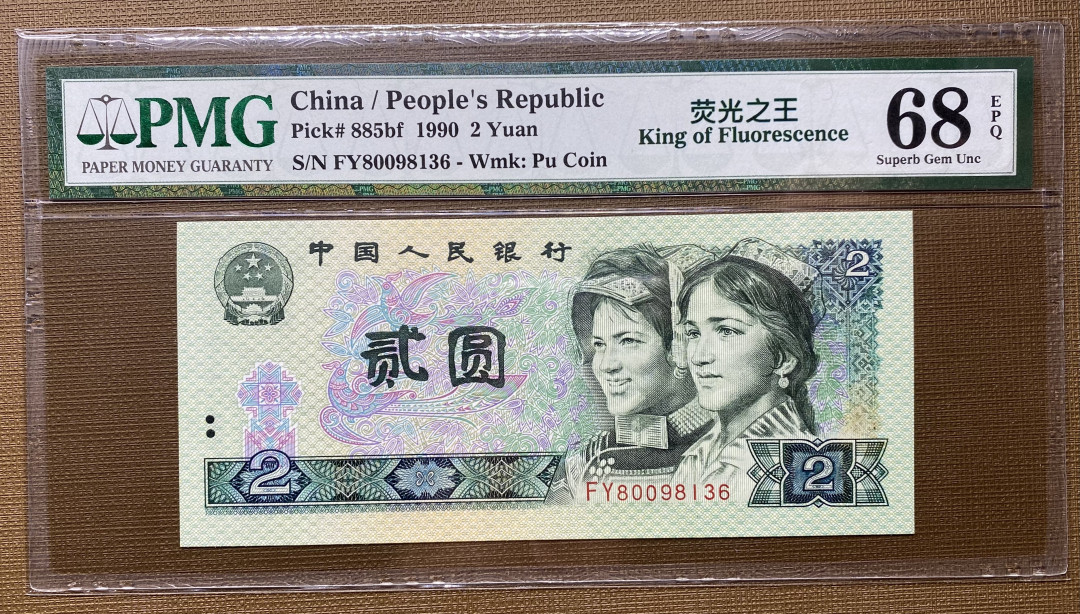 PMG
PAPER MONEY GUARANTY
China / People's Republic
Pick# 885bf 1990 2 Yuan
S/N FY80098136 - Wmk: Pu Coin
荧光之王
King of Fluorescence
68
EPQ
Superb Gem Unc
中国人民银行
2
贰圆
2
FY80098136
2